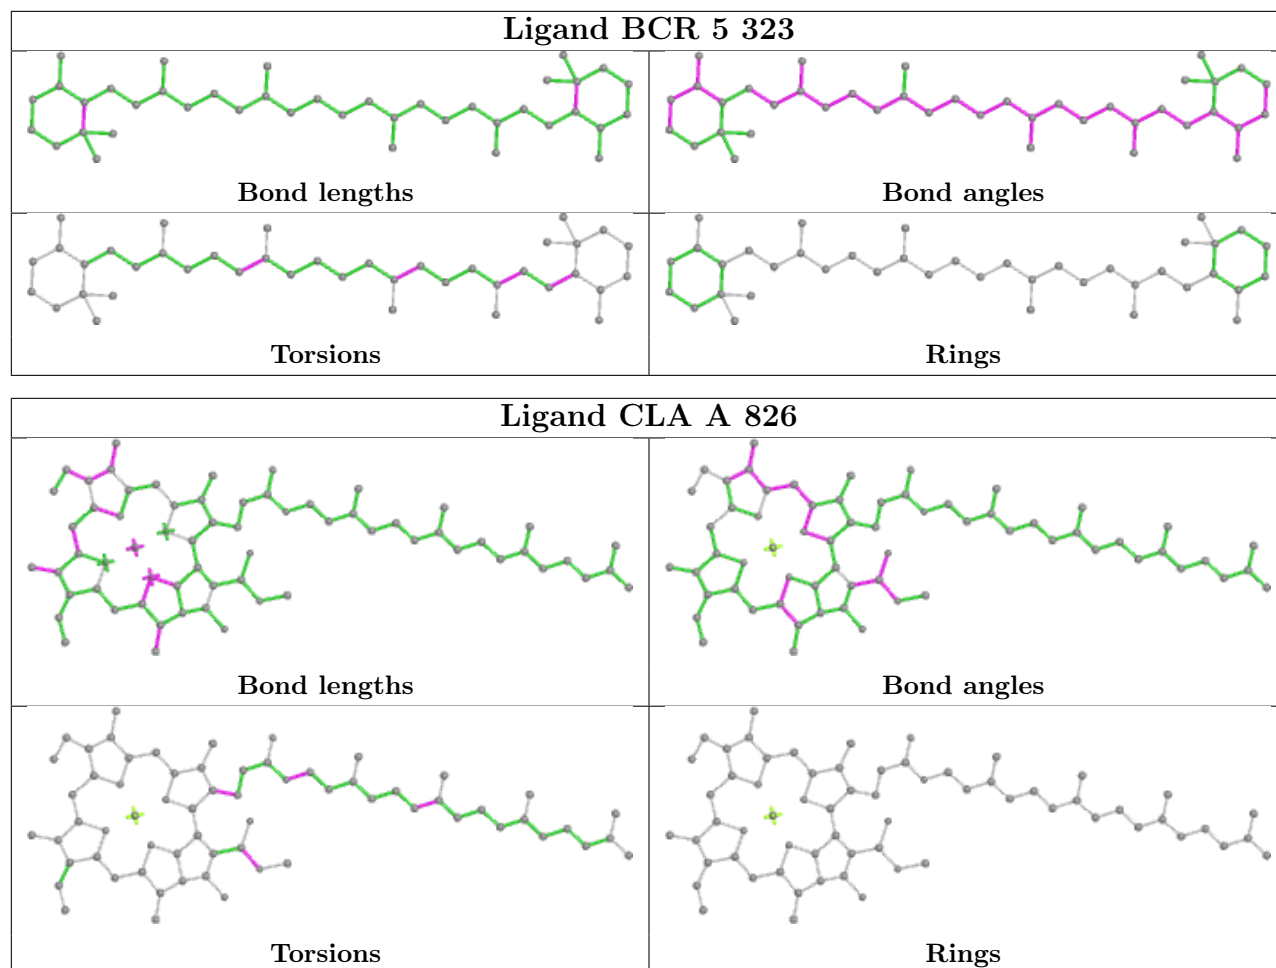 Ligand BCR 5 323
Bond lengths
Bond angles
Torsions
Rings
Ligand CLA A 826
Bond lengths
Bond angles
Torsions
Rings